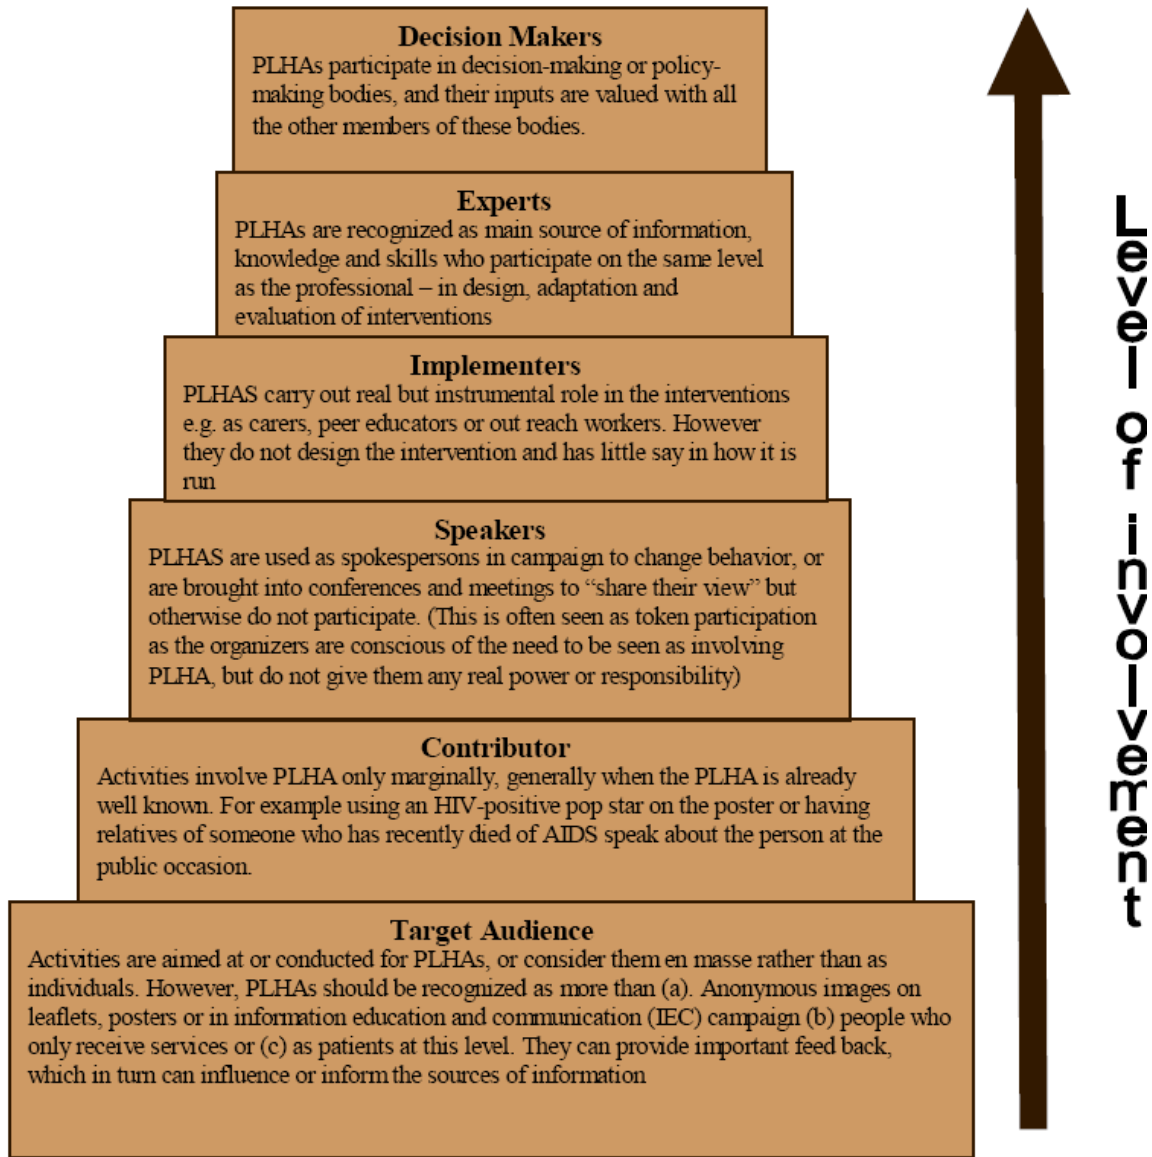 Decision Makers
PLHAs participate in decision-making or policy-
making bodies, and their inputs are valued with all
the other members of these bodies.
Experts
PLHAs are recognized as main source of information,
knowledge and skills who participate on the same level
as the professional – in design, adaptation and
evaluation of interventions
Implementers
PLHAS carry out real but instrumental role in the interventions
e.g. as carers, peer educators or out reach workers. However
they do not design the intervention and has little say in how it is
run
Speakers
PLHAS are used as spokespersons in campaign to change behavior, or
are brought into conferences and meetings to “share their view” but
otherwise do not participate. (This is often seen as token participation
as the organizers are conscious of the need to be seen as involving
PLHA, but do not give them any real power or responsibility)
Contributor
Activities involve PLHA only marginally, generally when the PLHA is already
well known. For example using an HIV-positive pop star on the poster or having
relatives of someone who has recently died of AIDS speak about the person at the
public occasion.
Target Audience
Activities are aimed at or conducted for PLHAs, or consider them en masse rather than as
individuals. However, PLHAs should be recognized as more than (a). Anonymous images on
leaflets, posters or in information education and communication (IEC) campaign (b) people who
only receive services or (c) as patients at this level. They can provide important feed back,
which in turn can influence or inform the sources of information
Level of involvement